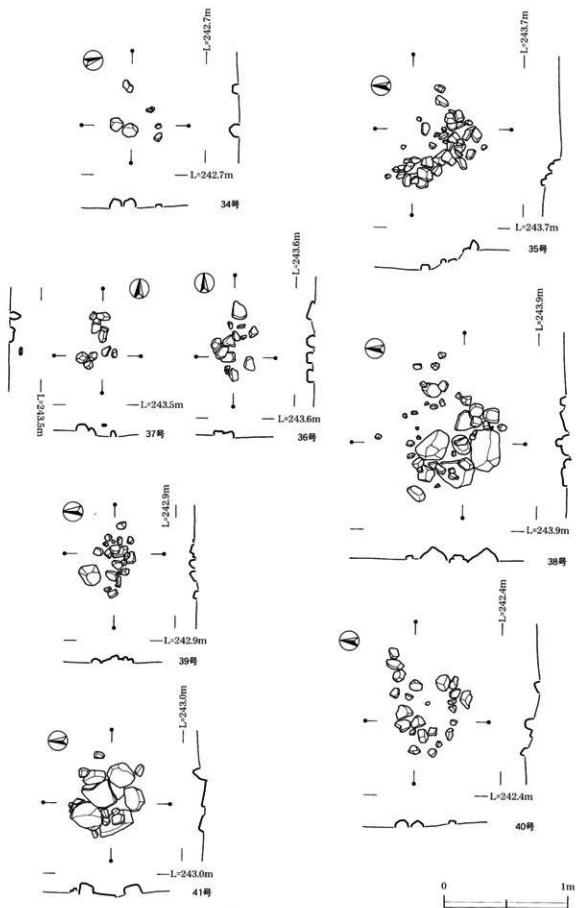 L=242.7m
L=242.7m
34号
L=243.7m
L=243.7m
35号
L=243.5m
L=243.5m
37号
L=243.6m
L=243.6m
36号
L=243.9m
L=243.9m
38号
L=242.9m
L=242.9m
39号
L=242.4m
L=242.4m
40号
L=243.0m
L=243.0m
41号
0 1m